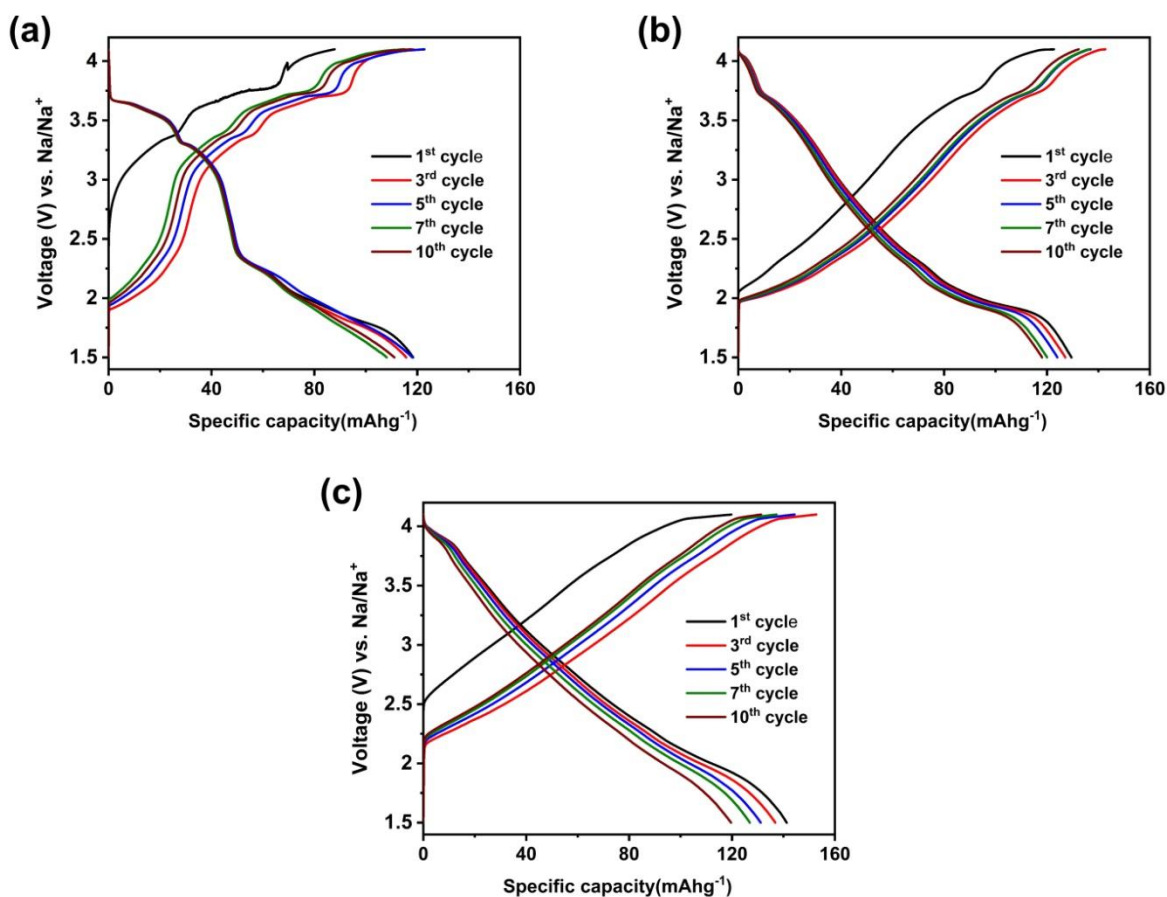 (a)
4
3.5
3
2.5
2
1.5
Voltage (V) vs. Na/Na⁺
0
40
80
120
160
Specific capacity(mAhg⁻¹)
1ˢᵗ cycle
3ʳᵈ cycle
5ᵗʰ cycle
7ᵗʰ cycle
10ᵗʰ cycle
(b)
4
3.5
3
2.5
2
1.5
Voltage (V) vs. Na/Na⁺
0
40
80
120
160
Specific capacity(mAhg⁻¹)
1ˢᵗ cycle
3ʳᵈ cycle
5ᵗʰ cycle
7ᵗʰ cycle
10ᵗʰ cycle
(c)
4
3.5
3
2.5
2
1.5
Voltage (V) vs. Na/Na⁺
0
40
80
120
160
Specific capacity(mAhg⁻¹)
1ˢᵗ cycle
3ʳᵈ cycle
5ᵗʰ cycle
7ᵗʰ cycle
10ᵗʰ cycle